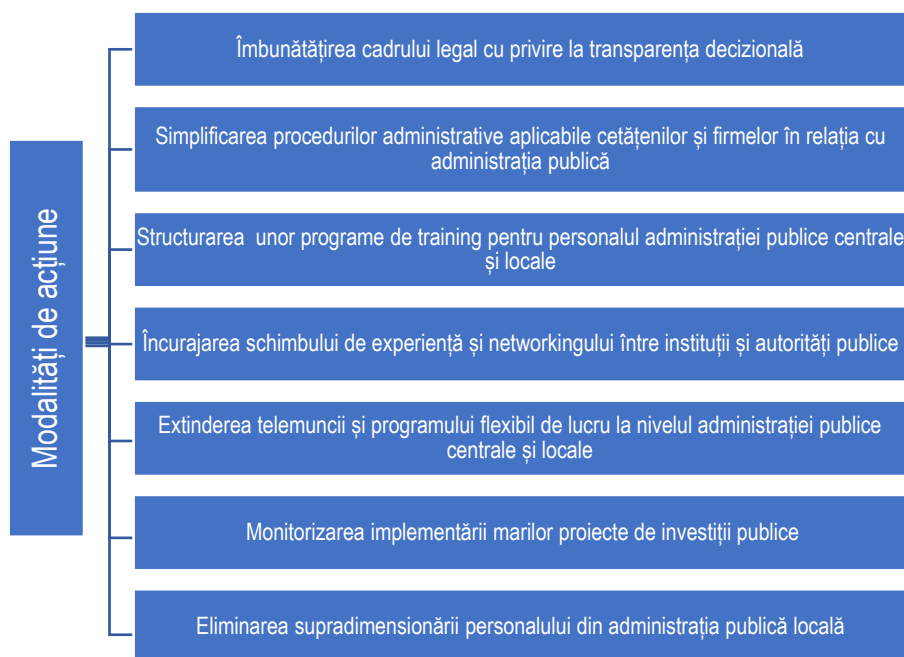 Modalități de acțiune
Îmbunătățirea cadrului legal cu privire la transparența decizională
Simplificarea procedurilor administrative aplicabile cetățenilor și firmelor în relația cu
administrația publică
Structurarea unor programe de training pentru personalul administrației publice centrale
și locale
Încurajarea schimbului de experiență și networkingului între instituții și autorități publice
Extinderea telemuncii și programului flexibil de lucru la nivelul administrației publice
centrale și locale
Monitorizarea implementării marilor proiecte de investiții publice
Eliminarea supradimensionării personalului din administrația publică locală